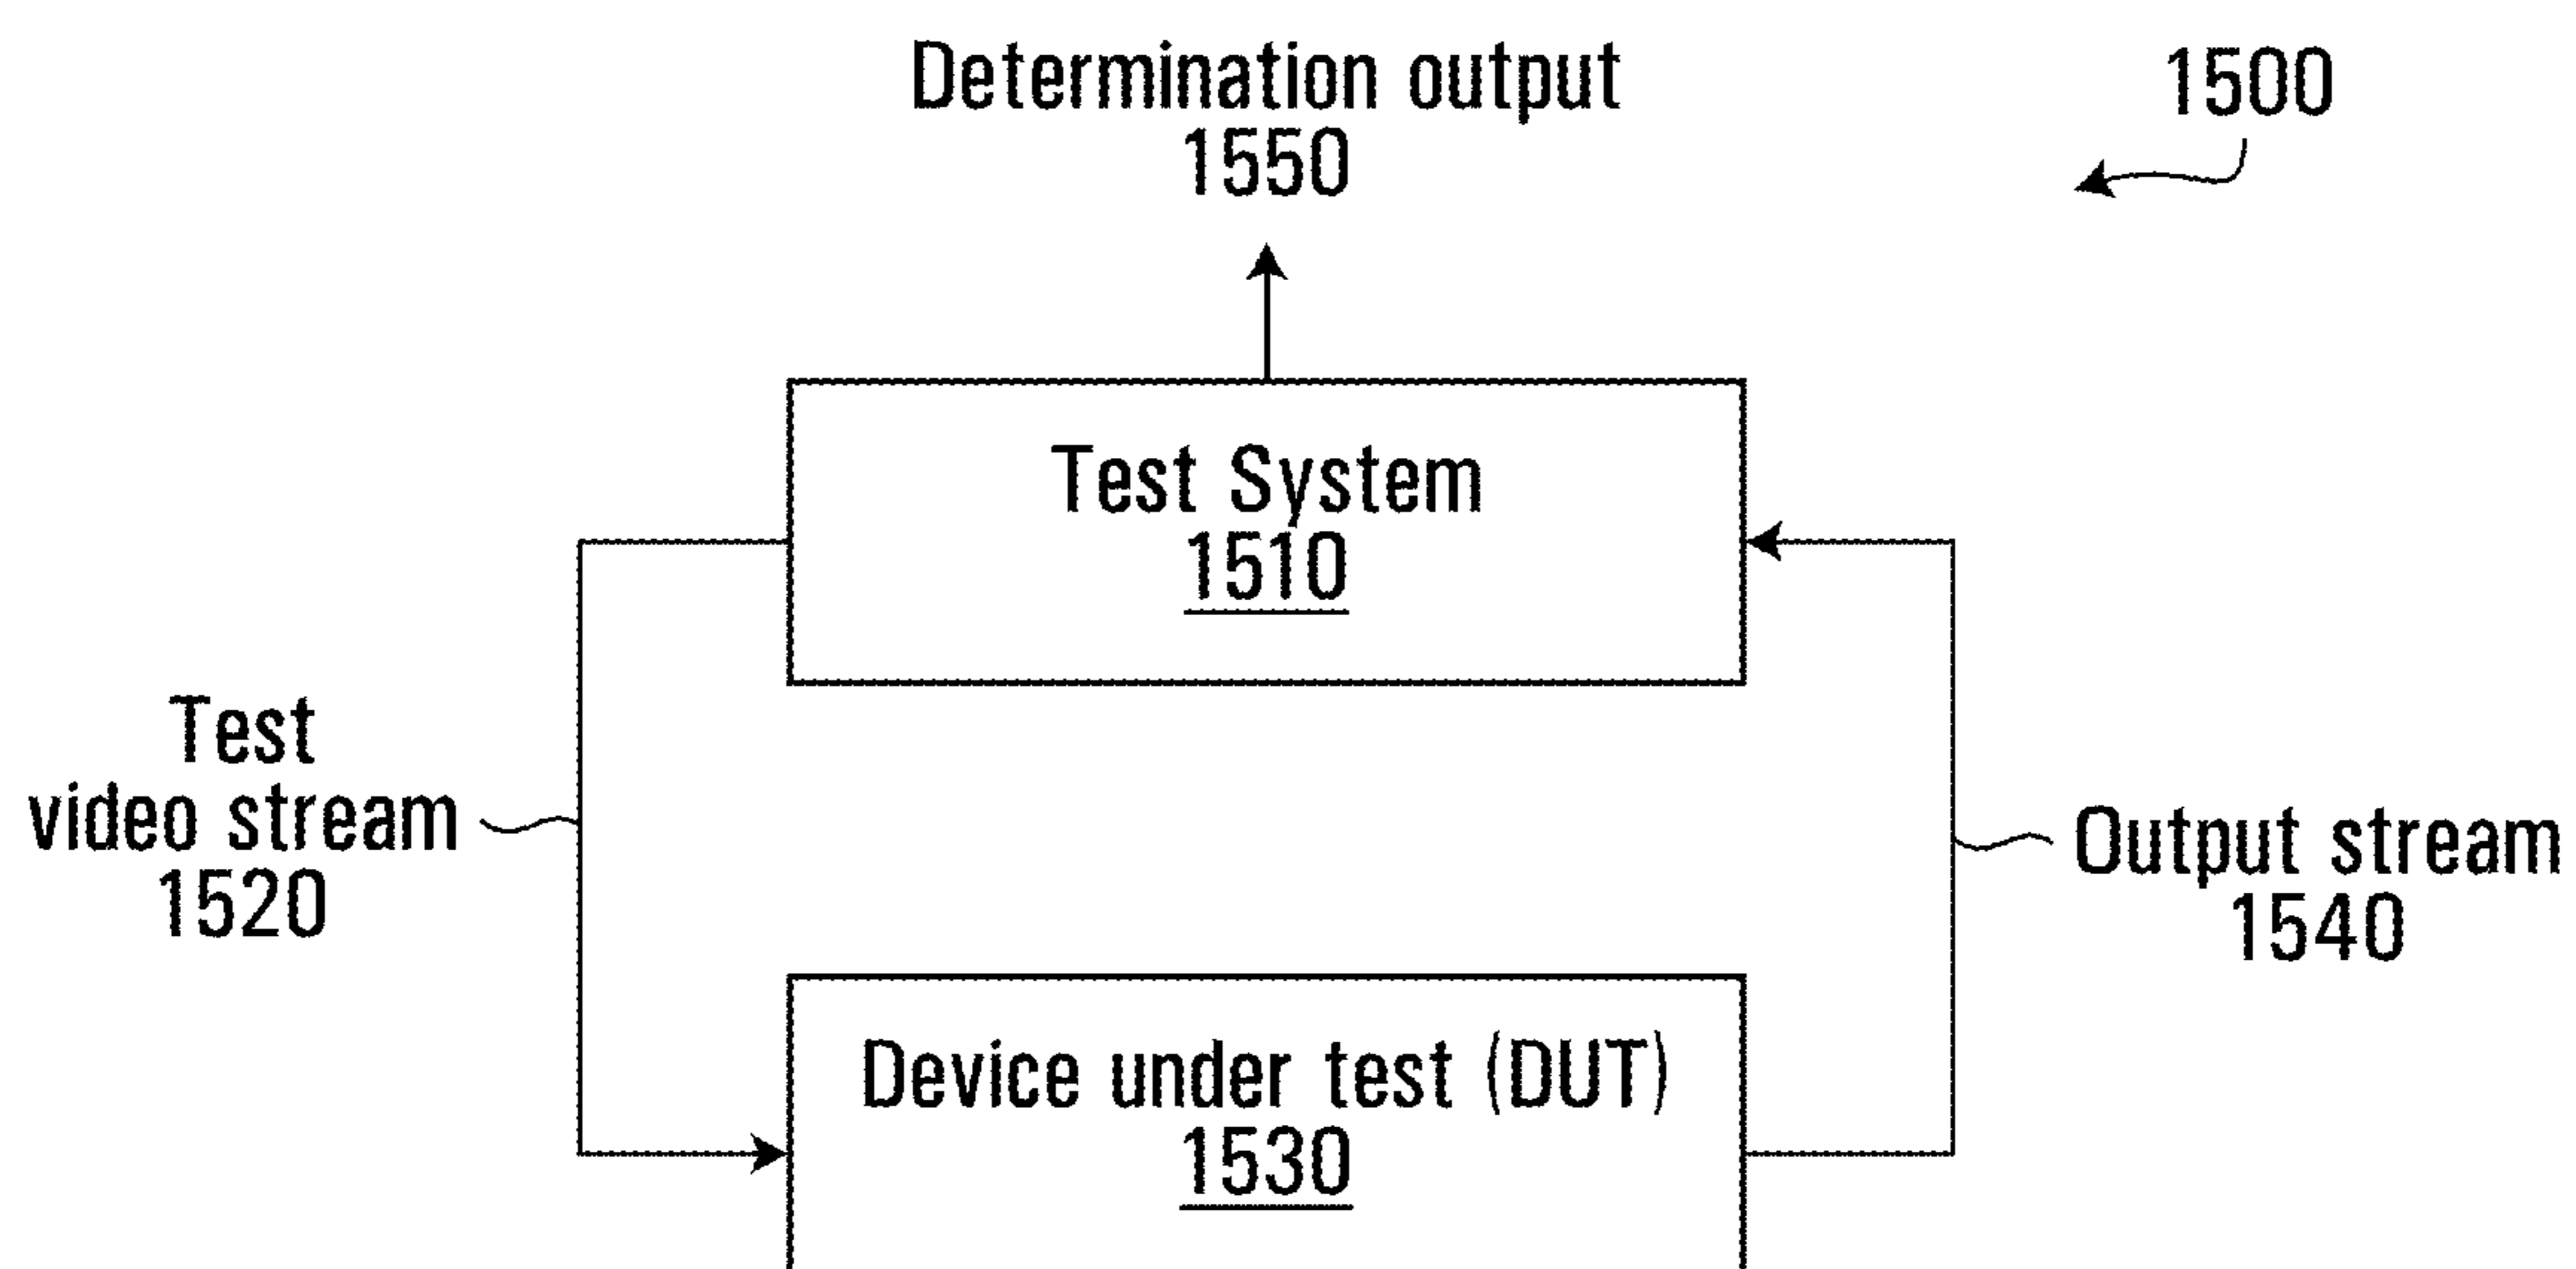 Determination output
1550
1500
Test System
1510
Test
video stream
1520
Output stream
1540
Device under test (DUT)
1530